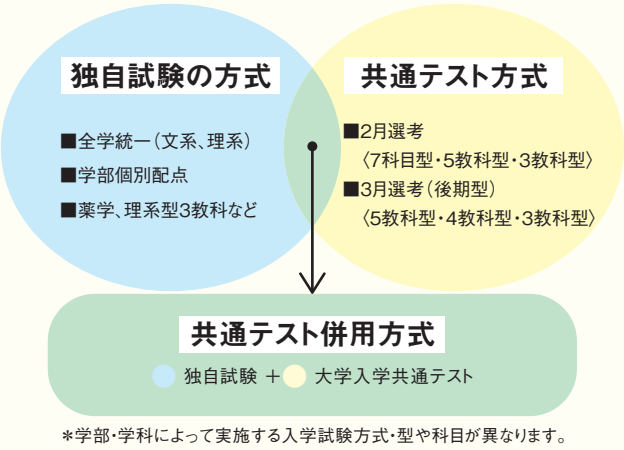 独自試験の方式
■全学統一(文系、理系)
■学部個別配点
■薬学、理系型3教科など
共通テスト方式
■2月選考
〈7科目型・5教科型・3教科型〉
■3月選考(後期型)
〈5教科型・4教科型・3教科型〉
共通テスト併用方式
独自試験 + 大学入学共通テスト
*学部・学科によって実施する入学試験方式・型や科目が異なります。